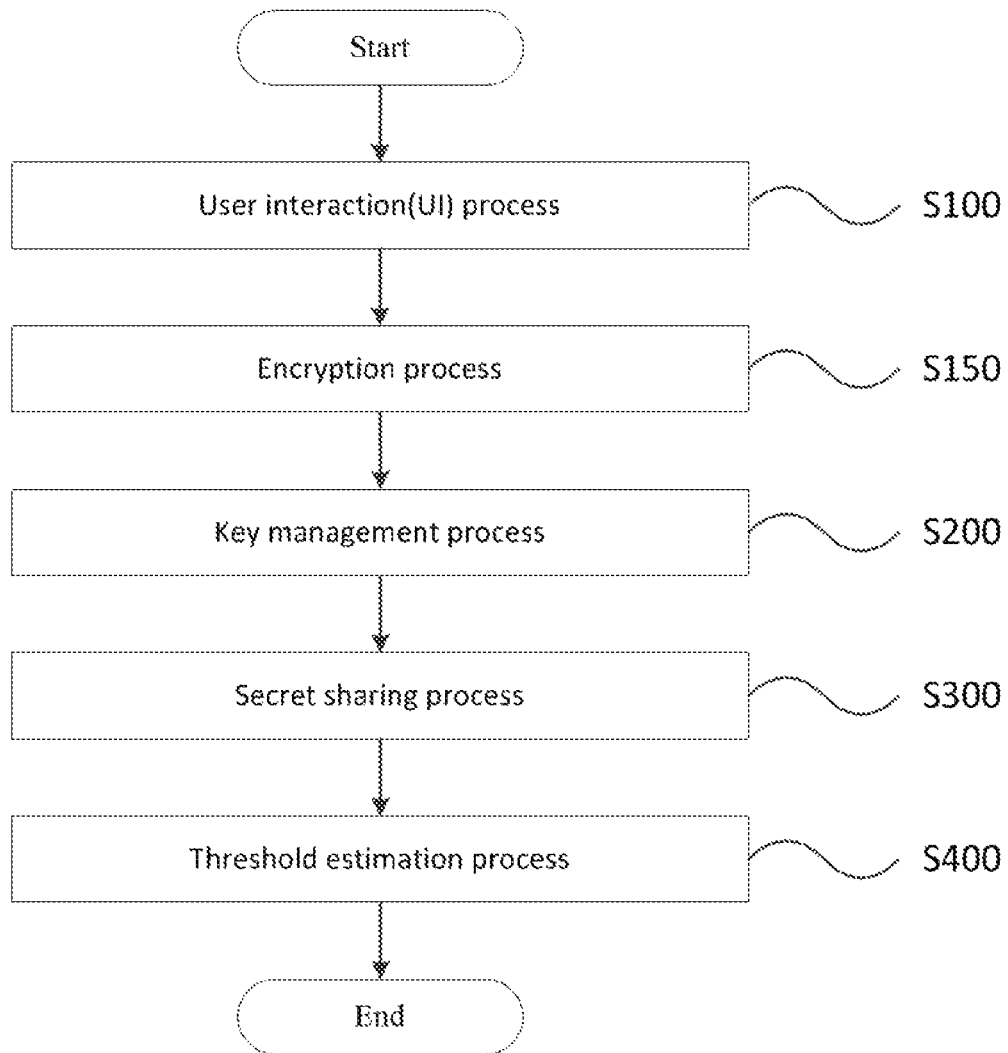 Start
User interaction(UI) process
S100
Encryption process
S150
Key management process
S200
Secret sharing process
S300
Threshold estimation process
S400
End